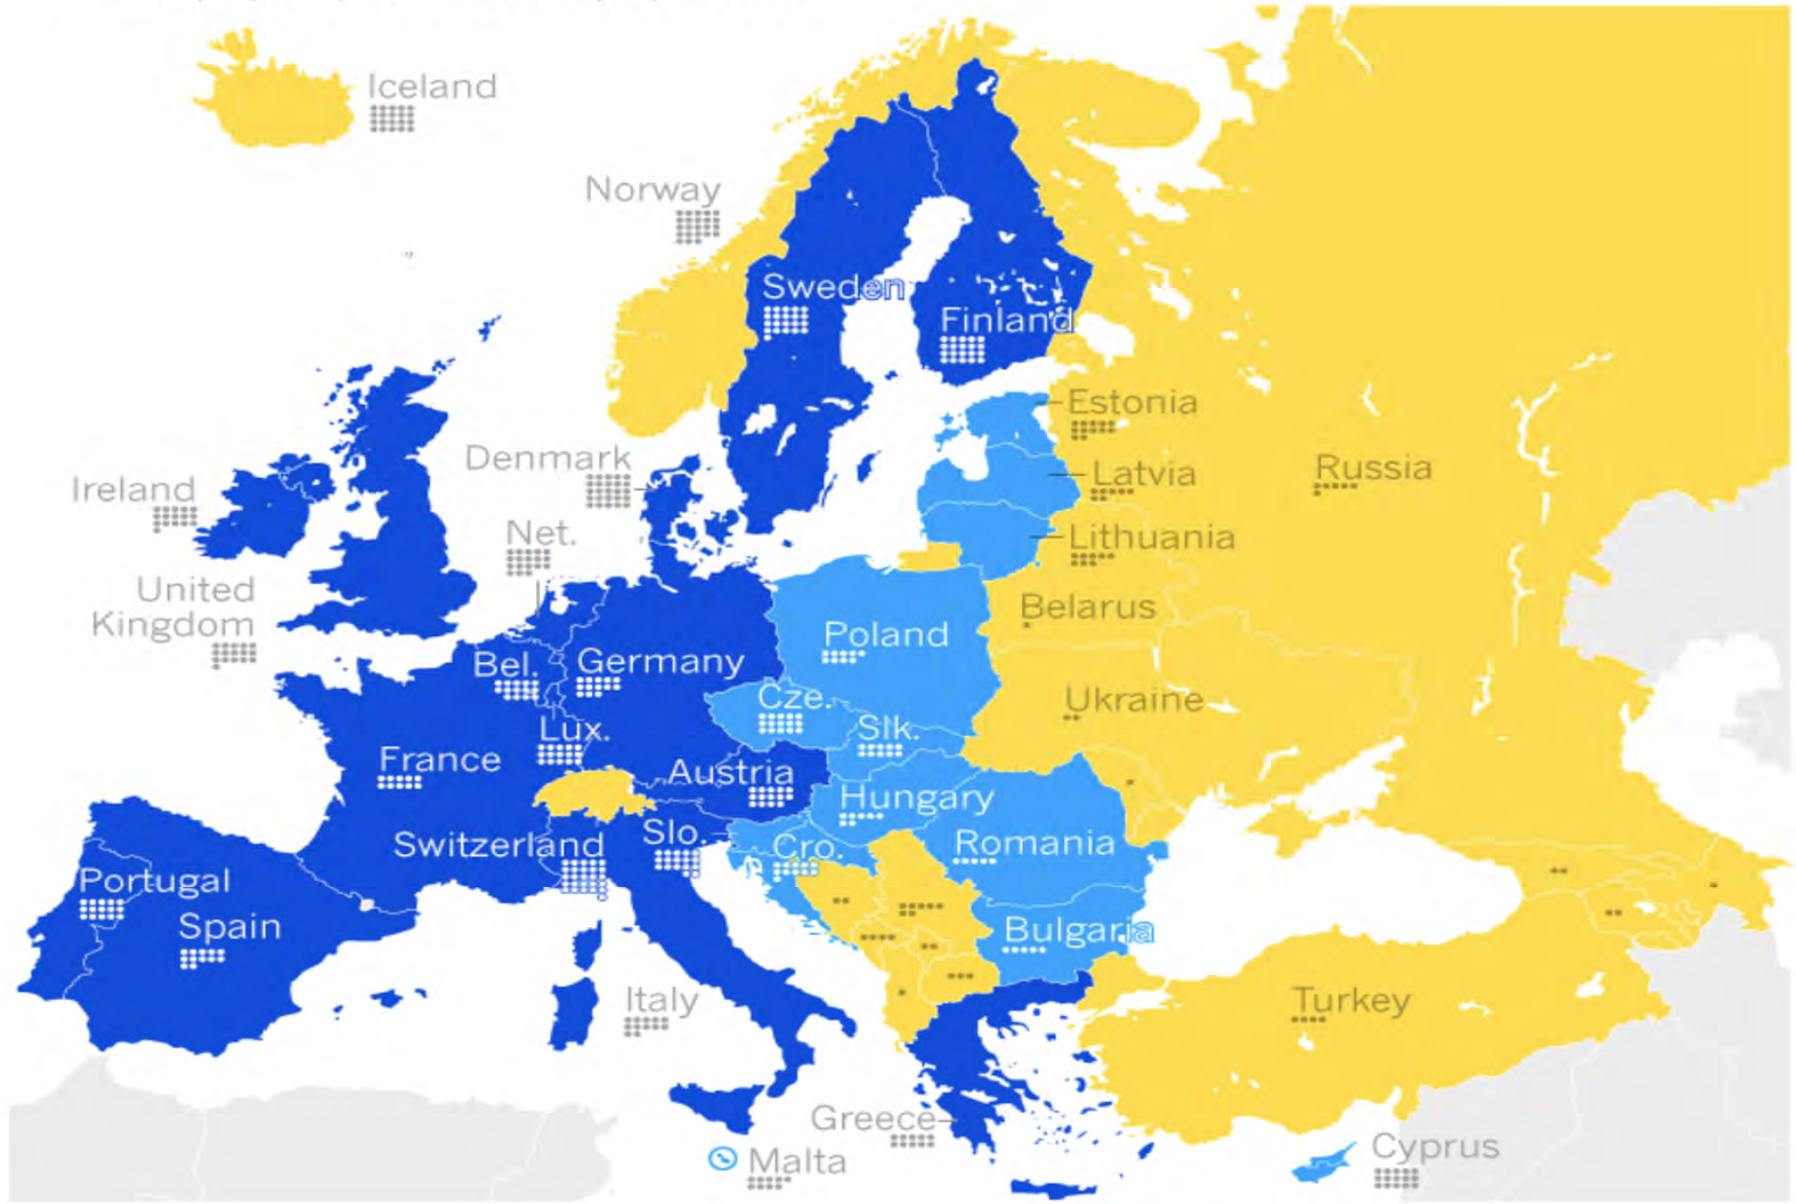 Iceland
Norway
Sweden
Finland
Estonia
Denmark
Latvia
Russia
Ireland
Net.
Lithuania
United
Kingdom
Belarus
Poland
Bel.
Germany
Cze.
Ukraine
Lux.
Slk.
France
Austria
Hungary
Switzerland
Slo.
Cro.
Romania
Portugal
Spain
Bulgaria
Italy
Turkey
Greece
Malta
Cyprus